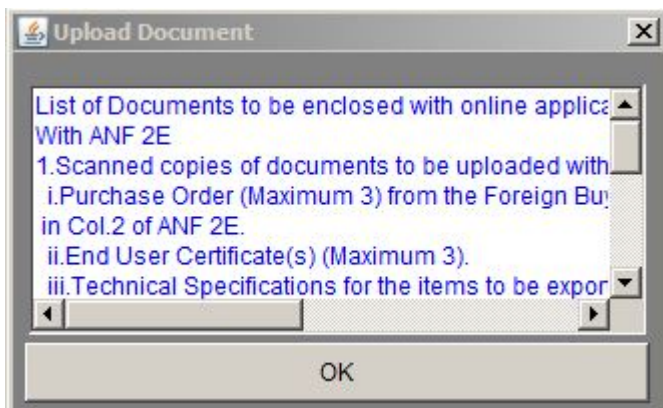 Upload Document
List of Documents to be enclosed with online applica
With ANF 2E
1.Scanned copies of documents to be uploaded with
i.Purchase Order (Maximum 3) from the Foreign Buy
in Col.2 of ANF 2E.
ii.End User Certificate(s) (Maximum 3).
iii.Technical Specifications for the items to be expor
OK